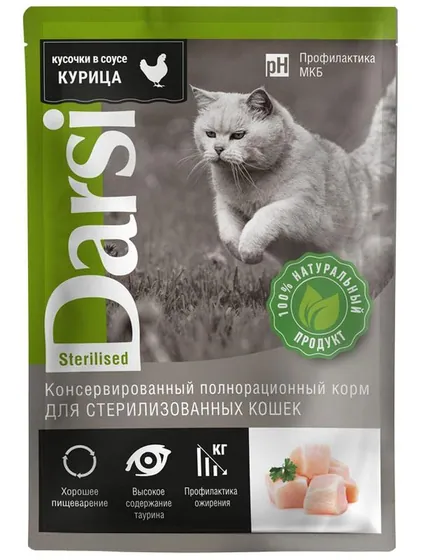 кусочки в соусе
КУРИЦА
pH
Профилактика
МКБ
Darsi
Sterilised
100% НАТУРАЛЬНЫЙ
ПРОДУКТ
Консервированный полнорационный корм
ДЛЯ СТЕРИЛИЗОВАННЫХ КОШЕК
Хорошее
пищеварение
Высокое
содержание
таурина
КГ
Профилактика
ожирения